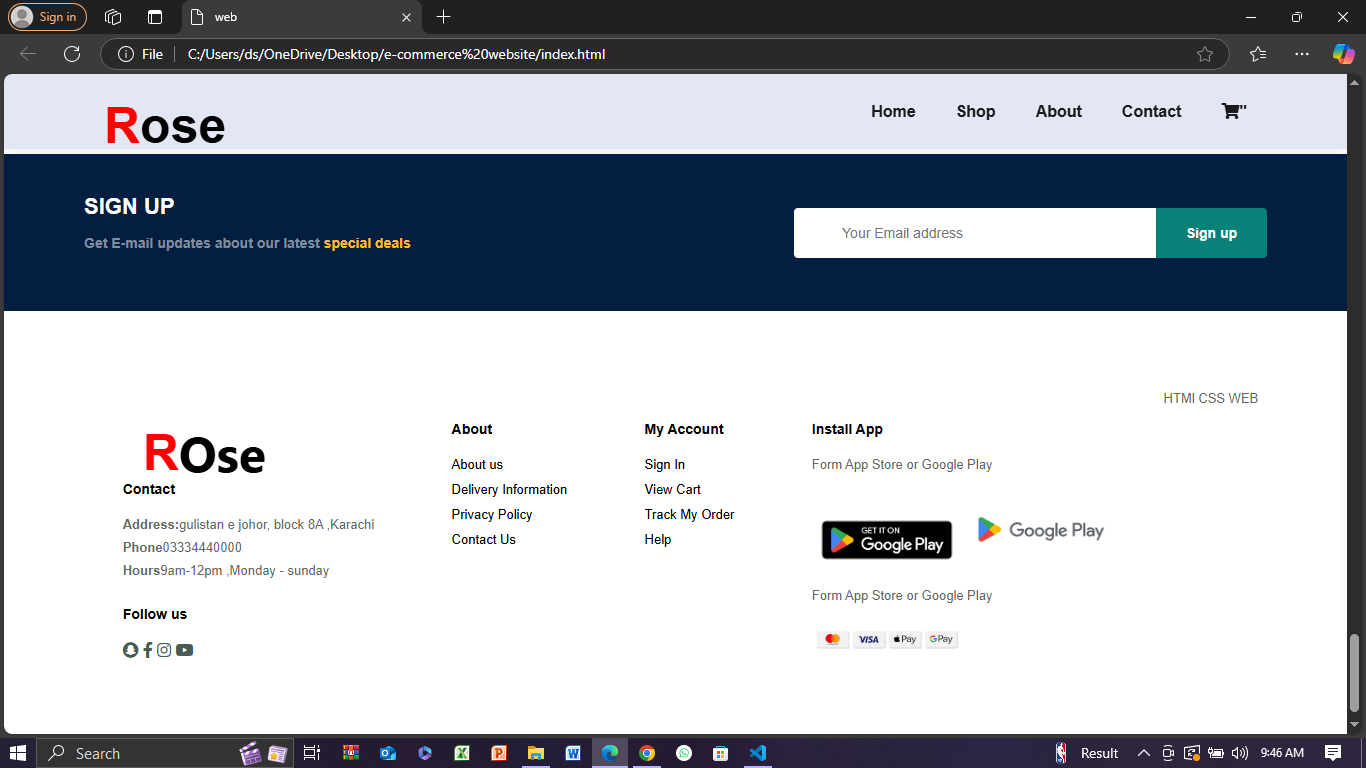 Sign in
web
File
C:/Users/ds/OneDrive/Desktop/e-commerce%20website/index.html
Rose
Home Shop About Contact "
SIGN UP
Get E-mail updates about our latest special deals
Your Email address
Sign up
HTMl CSS WEB
ROse
Contact
Address:gulistan e johor, block 8A ,Karachi
Phone03334440000
Hours9am-12pm ,Monday - sunday
Follow us
About
About us
Delivery Information
Privacy Policy
Contact Us
My Account
Sign In
View Cart
Track My Order
Help
Install App
Form App Store or Google Play
GET IT ON
Google Play
Google Play
Form App Store or Google Play
VISA Pay G Pay
Search
Result
9:46 AM